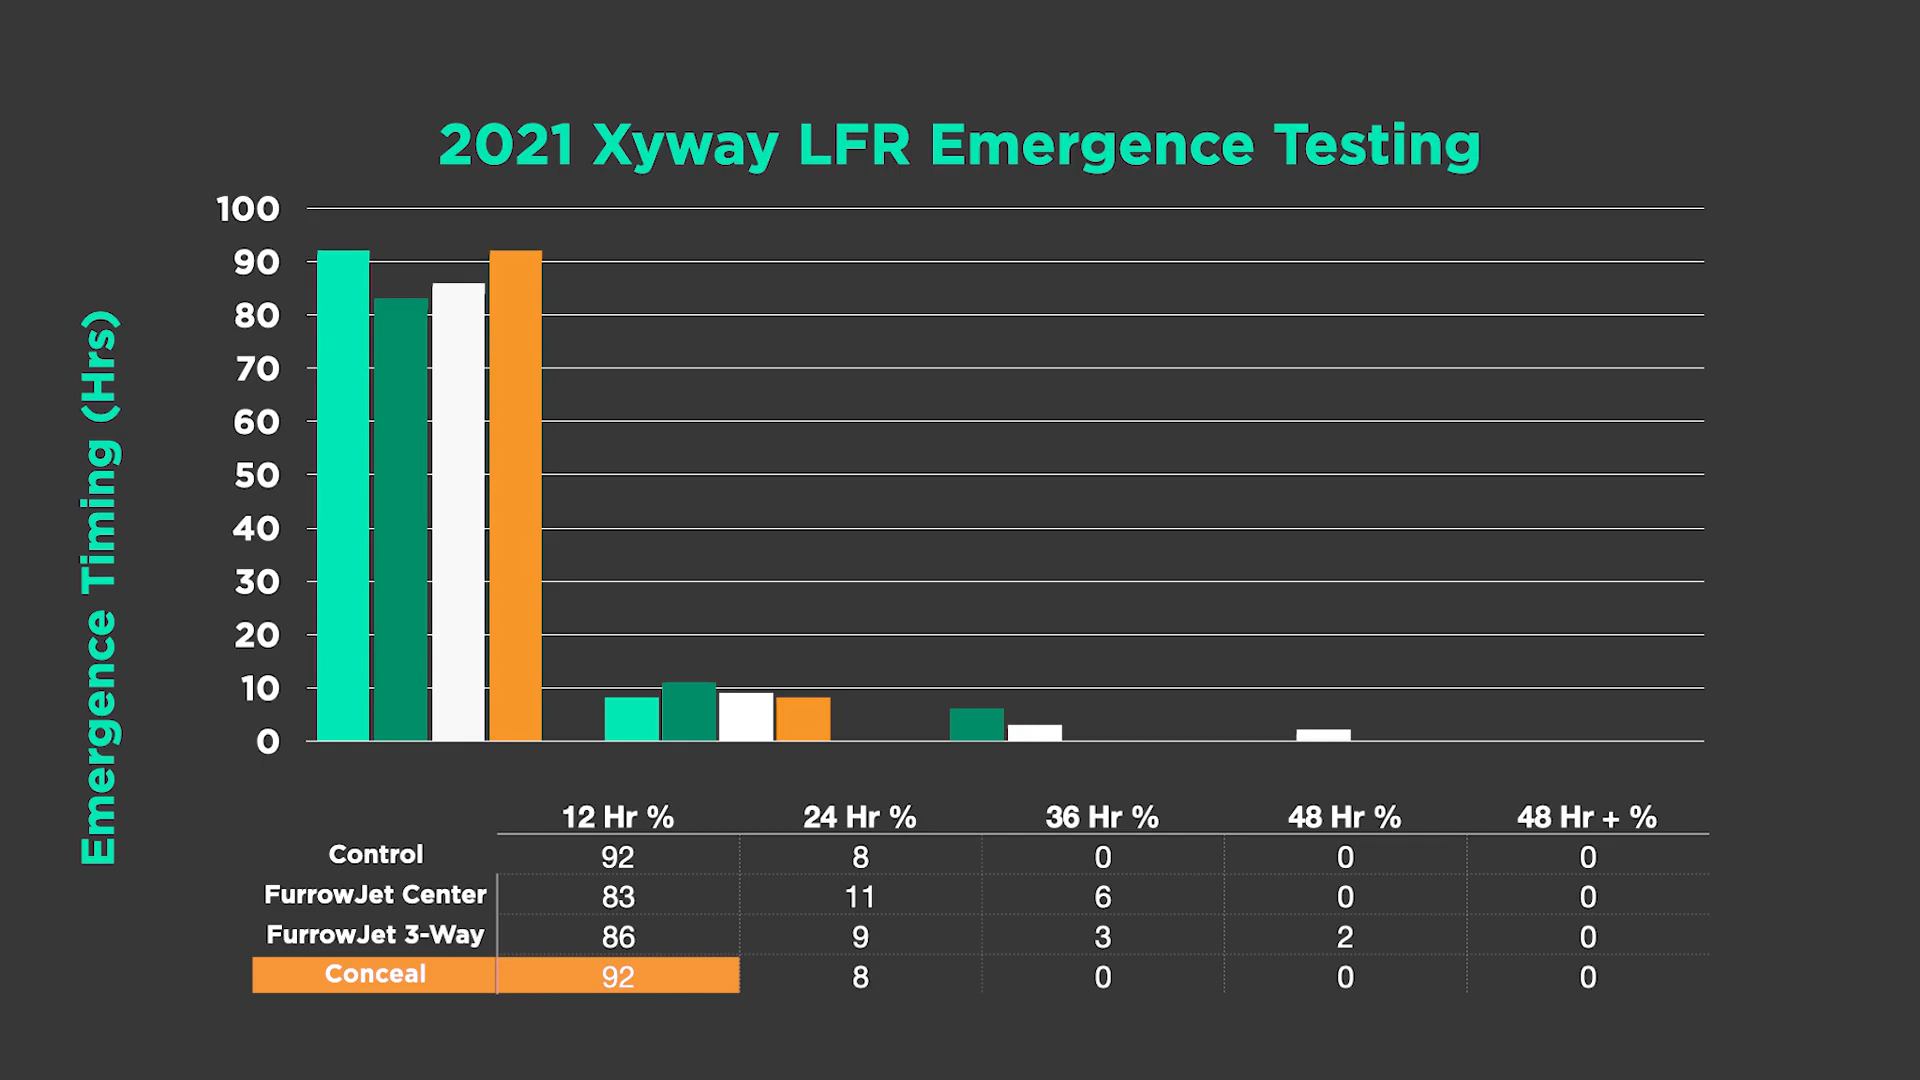 2021 Xyway LFR Emergence Testing
Emergence Timing (Hrs)
100
90
80
70
60
50
40
30
20
10
0
12 Hr % 24 Hr % 36 Hr % 48 Hr % 48 Hr + %
Control 92 8 0 0 0
FurrowJet Center 83 11 6 0 0
FurrowJet 3-Way 86 9 3 2 0
Conceal 92 8 0 0 0